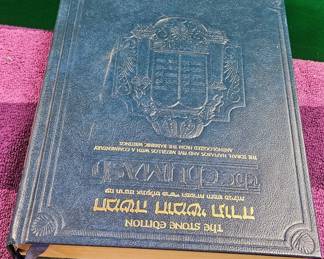 THE STONE EDITION
חמשה חומשי תורה
The CHUMASH
THE TORAH, HAFTAROS AND FIVE MEGILLOS WITH A COMMENTARY
ANTHOLOGIZED FROM THE RABBINIC WRITINGS